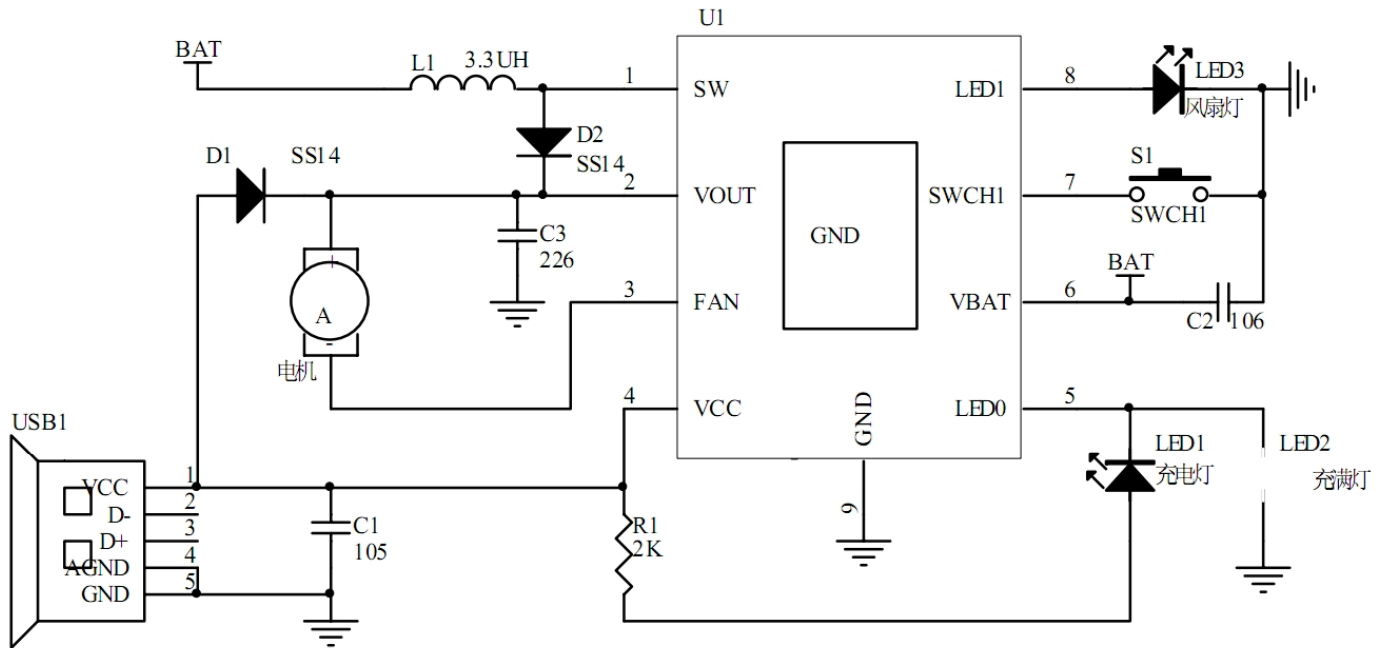 U1
BAT
L1
3.3UH
1
SW
LED1
8
LED3
风扇灯
D2
SS14
D1
SS14
2
VOUT
SWCH1
7
S1
SWCH1
GND
C3
226
BAT
3
FAN
VBAT
6
C2
106
+
A
-
电机
4
VCC
GND
LED0
5
9
USB1
LED1
充电灯
LED2
充满灯
VCC
1
D-
2
D+
3
AGND
4
GND
5
C1
105
R1
2K